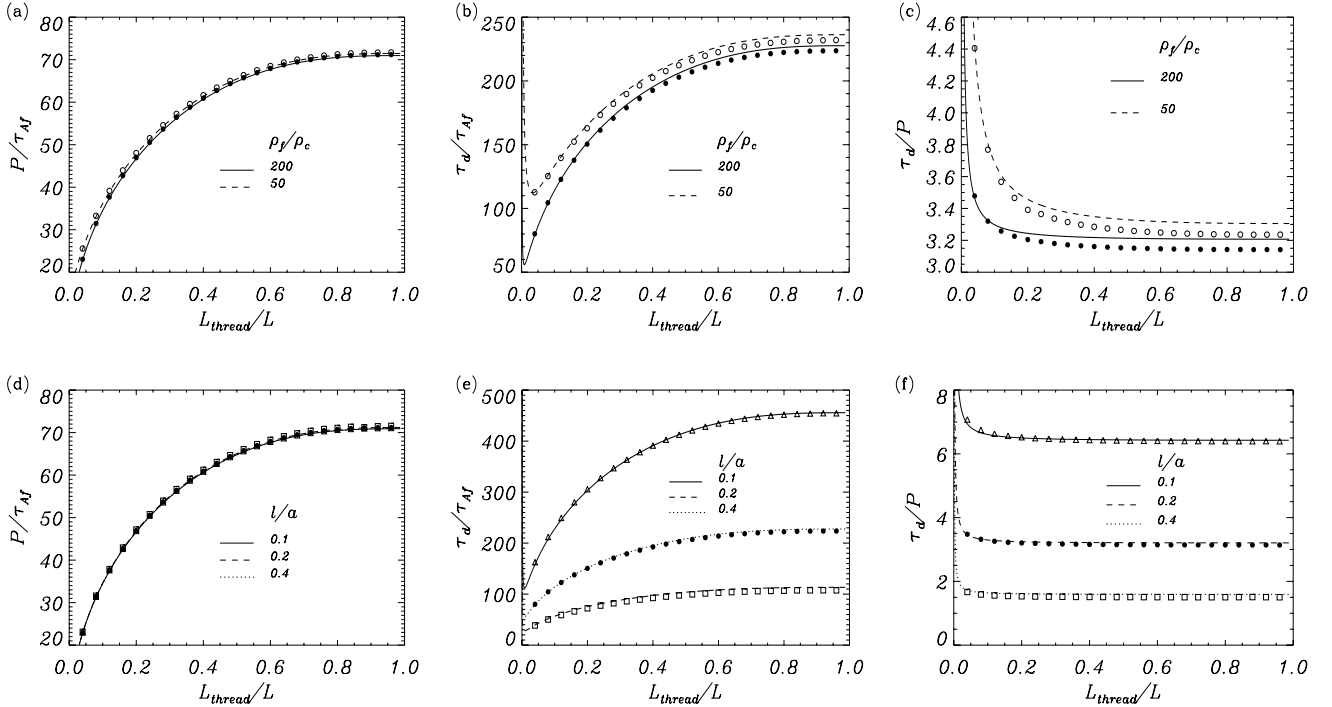 (a)
80
70
60
50
40
30
20
0.0 0.2 0.4 0.6 0.8 1.0
P/τAf
Lthread/L
ρf/ρc
200
50
(b)
250
200
150
100
50
0.0 0.2 0.4 0.6 0.8 1.0
τd/τAf
Lthread/L
ρf/ρc
200
50
(c)
4.6
4.4
4.2
4.0
3.8
3.6
3.4
3.2
3.0
0.0 0.2 0.4 0.6 0.8 1.0
τd/P
Lthread/L
ρf/ρc
200
50
(d)
80
70
60
50
40
30
20
0.0 0.2 0.4 0.6 0.8 1.0
P/τAf
Lthread/L
l/a
0.1
0.2
0.4
(e)
500
400
300
200
100
0
0.0 0.2 0.4 0.6 0.8 1.0
τd/τAf
Lthread/L
l/a
0.1
0.2
0.4
(f)
8
6
4
2
0
0.0 0.2 0.4 0.6 0.8 1.0
τd/P
Lthread/L
l/a
0.1
0.2
0.4